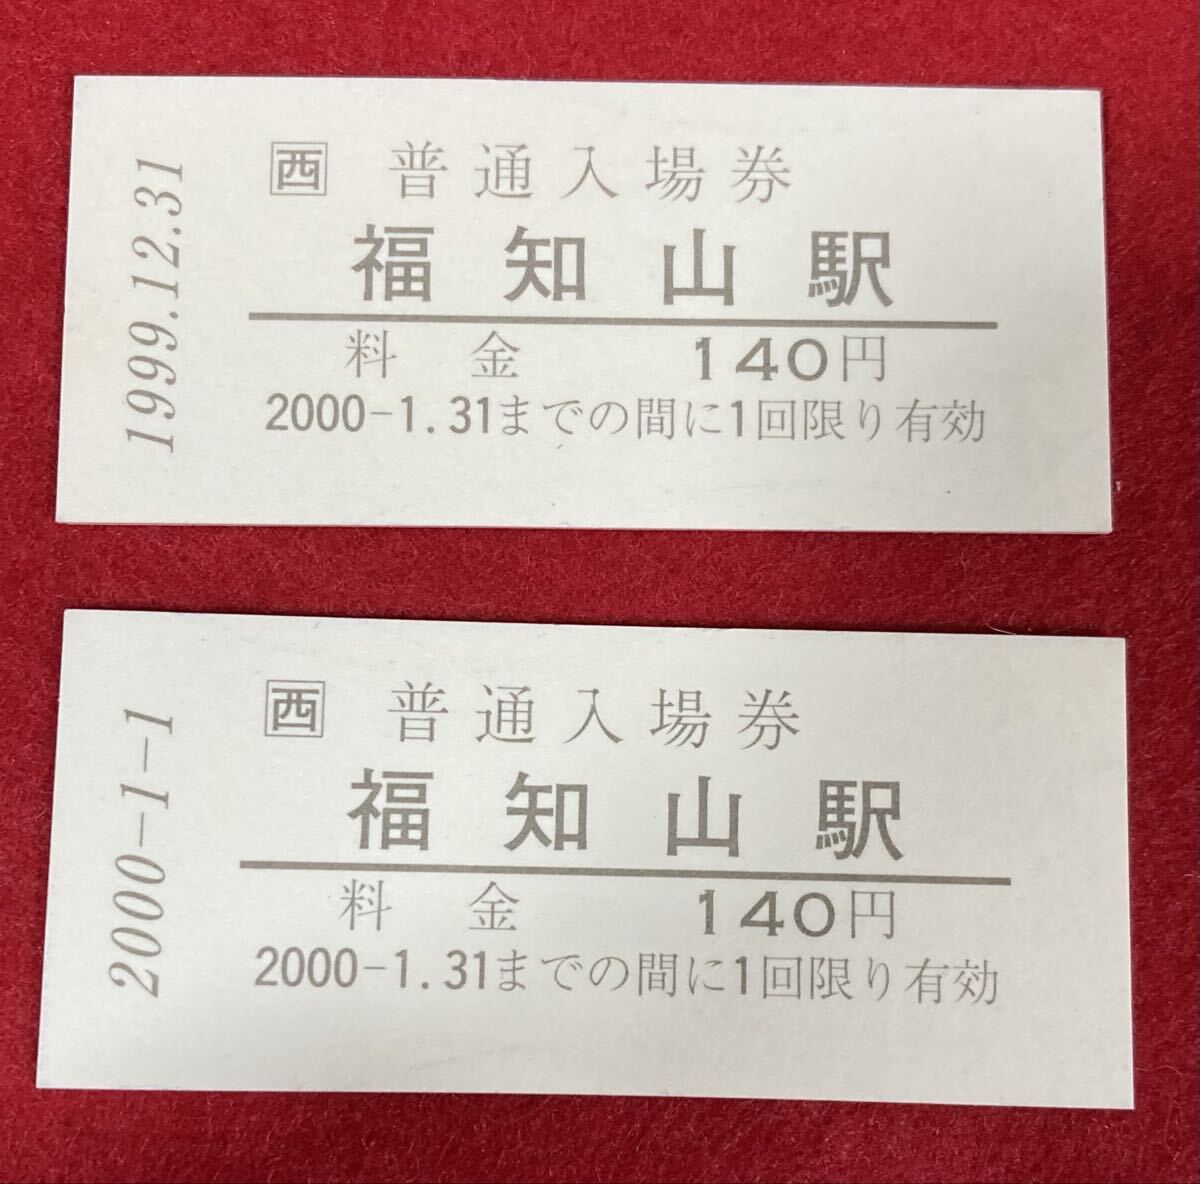 1999.12.31
西 普通入場券
福知山駅
料金 140円
2000-1.31までの間に1回限り有効
2000-1-1
西 普通入場券
福知山駅
料金 140円
2000-1.31までの間に1回限り有効